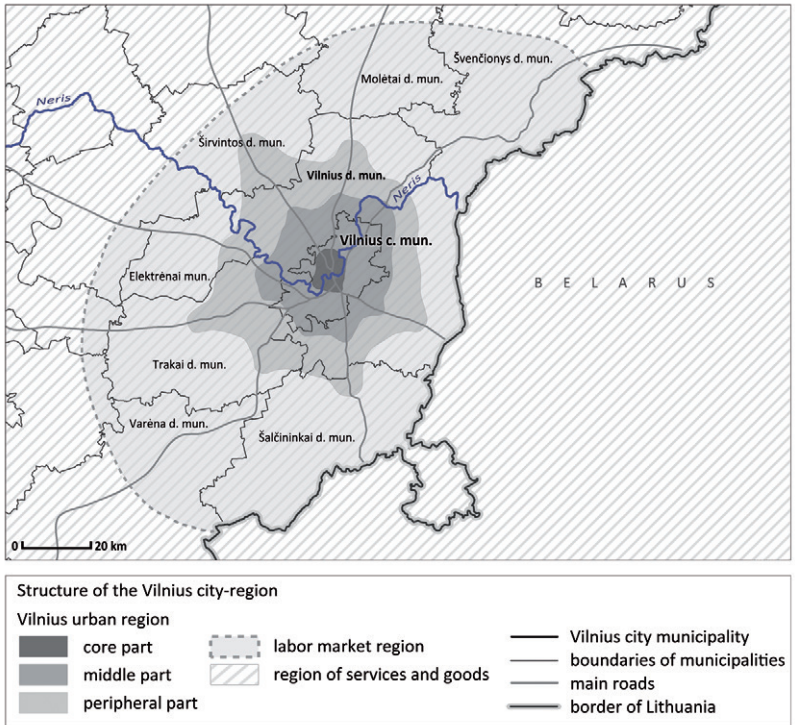 Švenčionys d. mun.
Molėtai d. mun.
Neris
Širvintos d. mun.
Vilnius d. mun.
Neris
Vilnius c. mun.
Elektrėnai mun.
BELARUS
Trakai d. mun.
Varėna d. mun.
Šalčininkai d. mun.
0 20 km
Structure of the Vilnius city-region
Vilnius urban region
core part
middle part
peripheral part
labor market region
region of services and goods
Vilnius city municipality
boundaries of municipalities
main roads
border of Lithuania